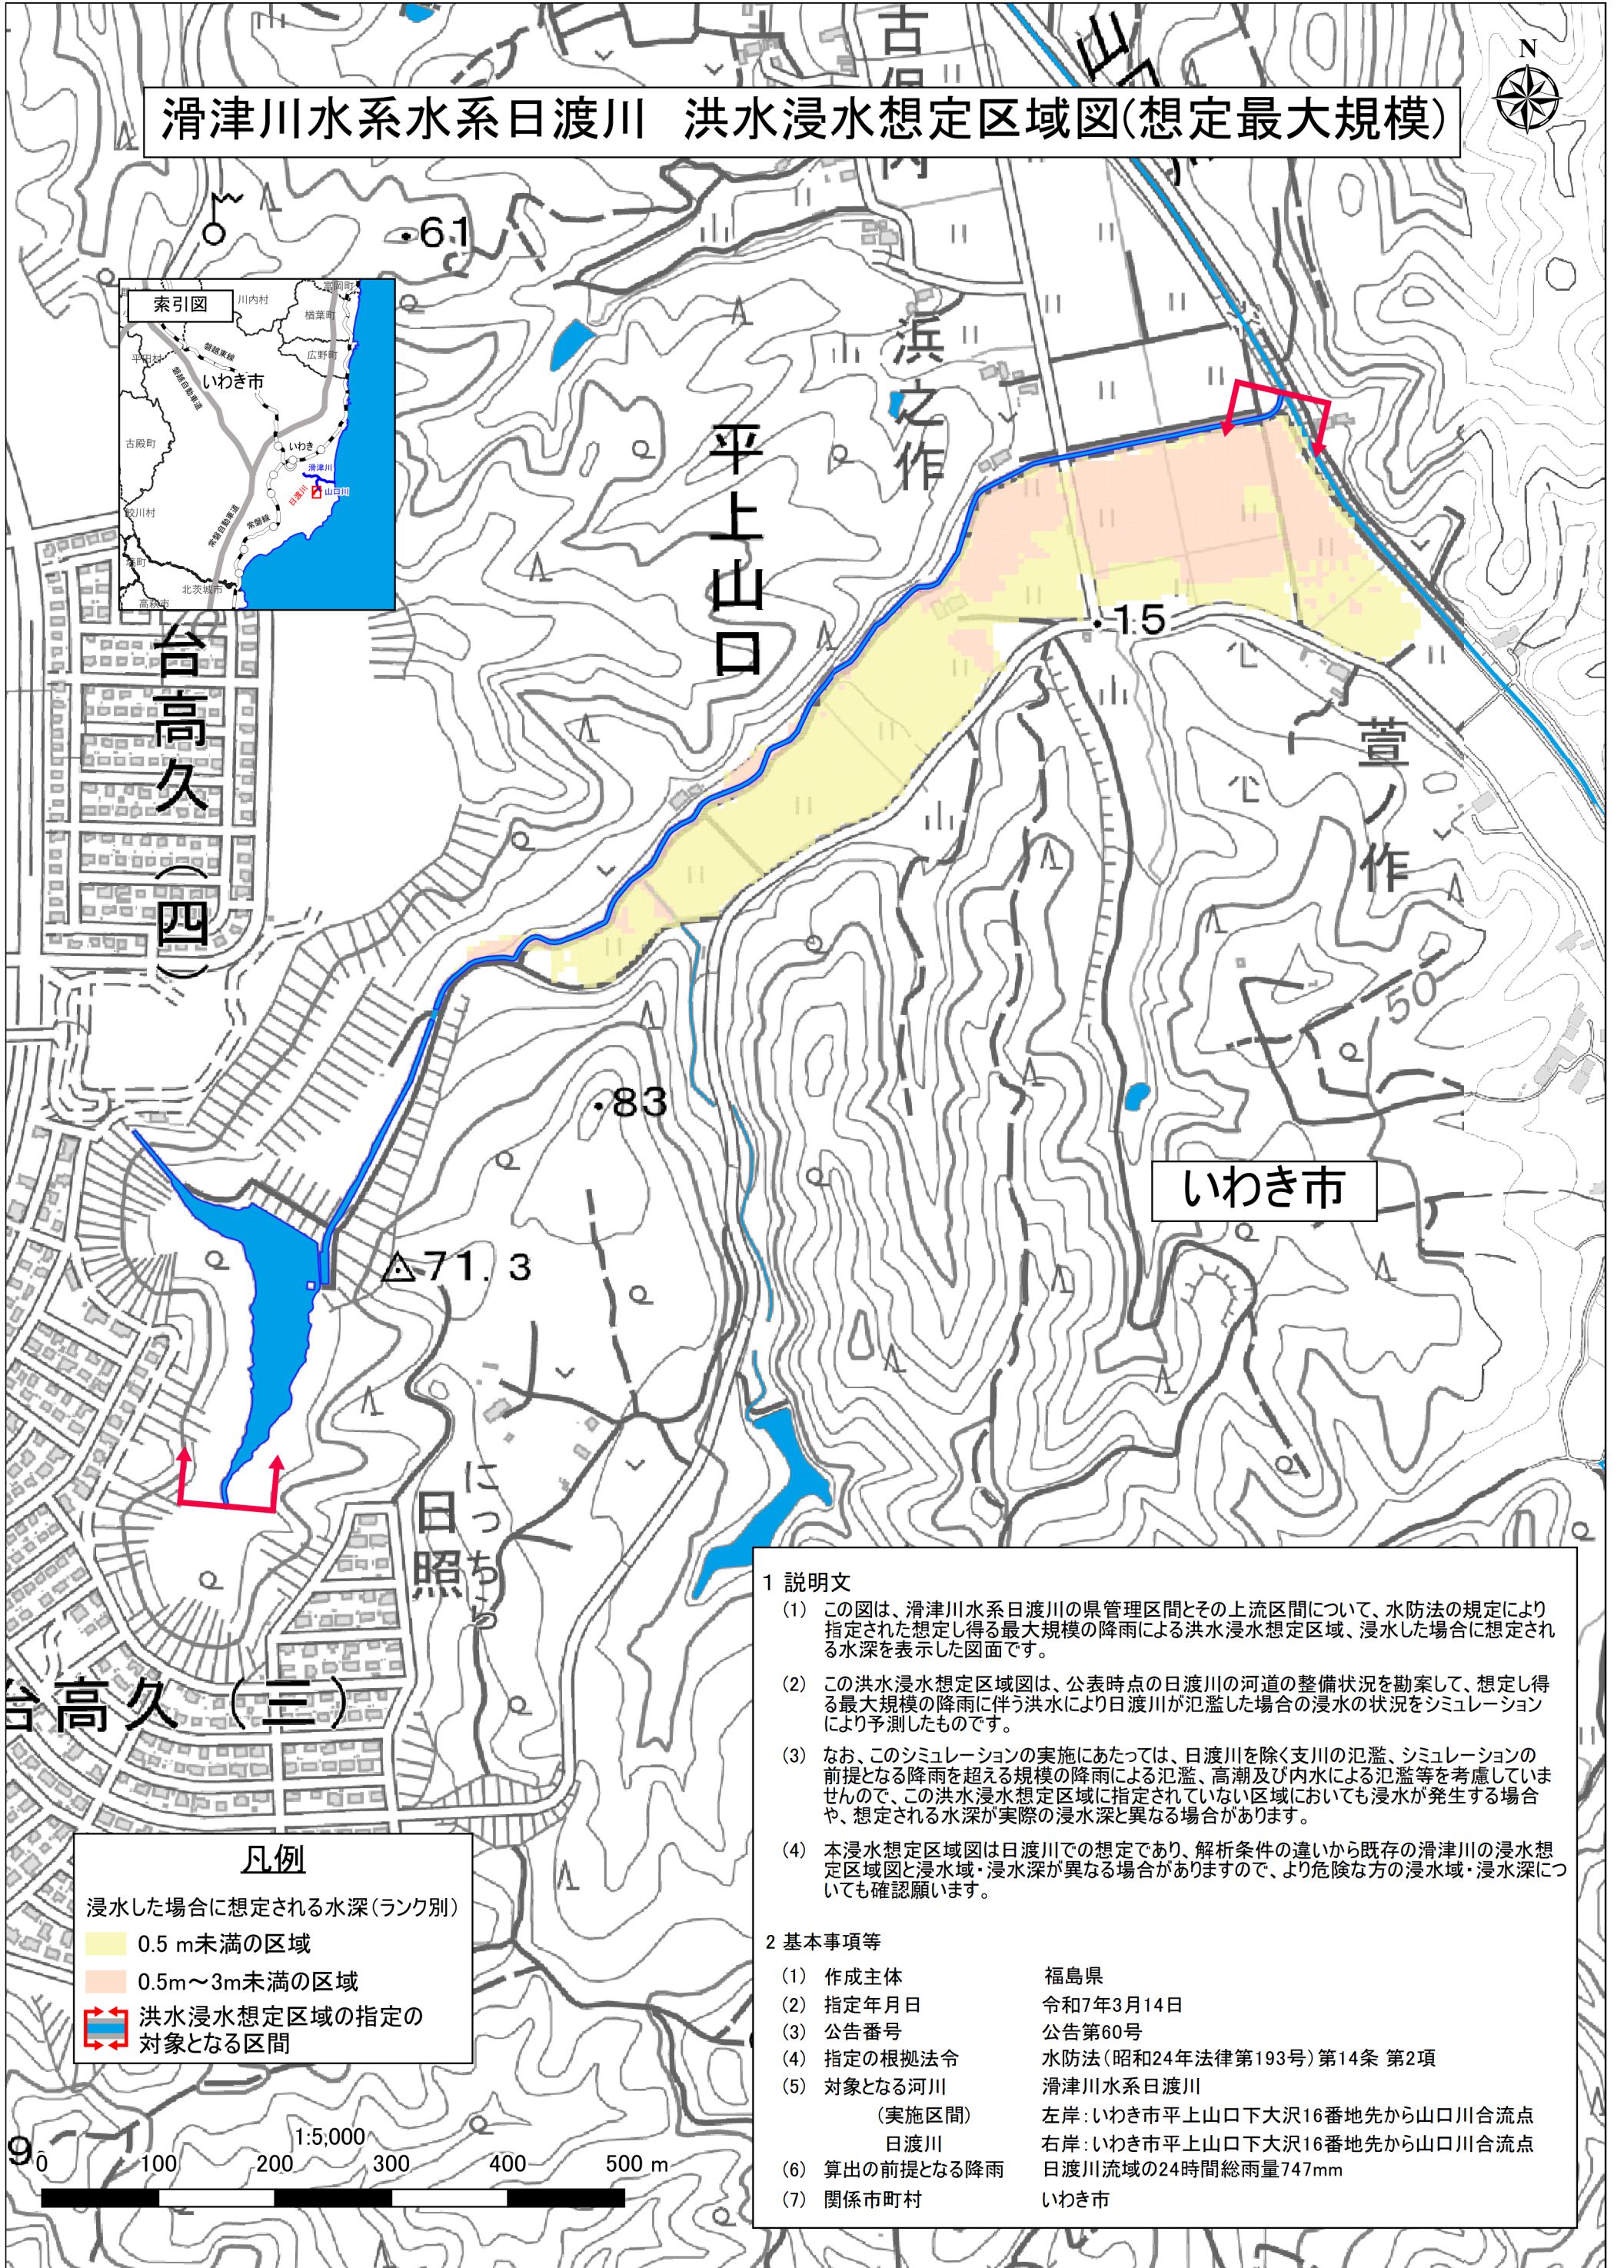 滑津川水系水系日渡川　洪水浸水想定区域図(想定最大規模)
N
古保内
山
61
索引図
川内村
富岡町
楢葉町
広野町
平田村
磐越東線
いわき市
磐越自動車道
古殿町
いわき
滑津川
日渡川
山口川
鮫川村
常磐線
常磐自動車道
塙町
北茨城市
高萩市
浜之作
平上山口
15
台高久(四)
萱ノ作
50
83
いわき市
71.3
にっちら
日照
台高久(三)
1 説明文
(1) この図は、滑津川水系日渡川の県管理区間とその上流区間について、水防法の規定により
指定された想定し得る最大規模の降雨による洪水浸水想定区域、浸水した場合に想定され
る水深を表示した図面です。
(2) この洪水浸水想定区域図は、公表時点の日渡川の河道の整備状況を勘案して、想定し得
る最大規模の降雨に伴う洪水により日渡川が氾濫した場合の浸水の状況をシミュレーション
により予測したものです。
(3) なお、このシミュレーションの実施にあたっては、日渡川を除く支川の氾濫、シミュレーションの
前提となる降雨を超える規模の降雨による氾濫、高潮及び内水による氾濫等を考慮していま
せんので、この洪水浸水想定区域に指定されていない区域においても浸水が発生する場合
や、想定される水深が実際の浸水深と異なる場合があります。
(4) 本浸水想定区域図は日渡川での想定であり、解析条件の違いから既存の滑津川の浸水想
定区域図と浸水域・浸水深が異なる場合がありますので、より危険な方の浸水域・浸水深につ
いても確認願います。
2 基本事項等
(1) 作成主体 福島県
(2) 指定年月日 令和7年3月14日
(3) 公告番号 公告第60号
(4) 指定の根拠法令 水防法(昭和24年法律第193号)第14条 第2項
(5) 対象となる河川 滑津川水系日渡川
(実施区間) 左岸:いわき市平上山口下大沢16番地先から山口川合流点
日渡川 右岸:いわき市平上山口下大沢16番地先から山口川合流点
(6) 算出の前提となる降雨 日渡川流域の24時間総雨量747mm
(7) 関係市町村 いわき市
凡例
浸水した場合に想定される水深(ランク別)
0.5 m未満の区域
0.5m～3m未満の区域
洪水浸水想定区域の指定の
対象となる区間
1:5,000
9
0 100 200 300 400 500 m